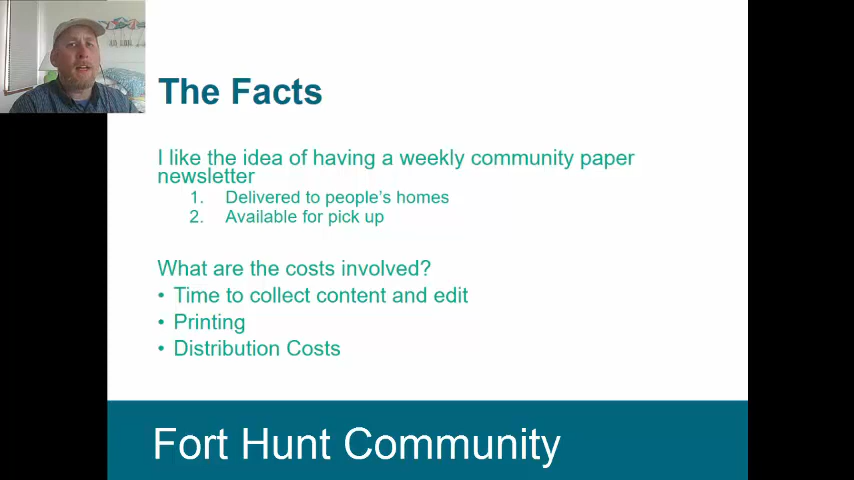 The Facts
I like the idea of having a weekly community paper
newsletter
1. Delivered to people's homes
2. Available for pick up
What are the costs involved?
• Time to collect content and edit
• Printing
• Distribution Costs
Fort Hunt Community